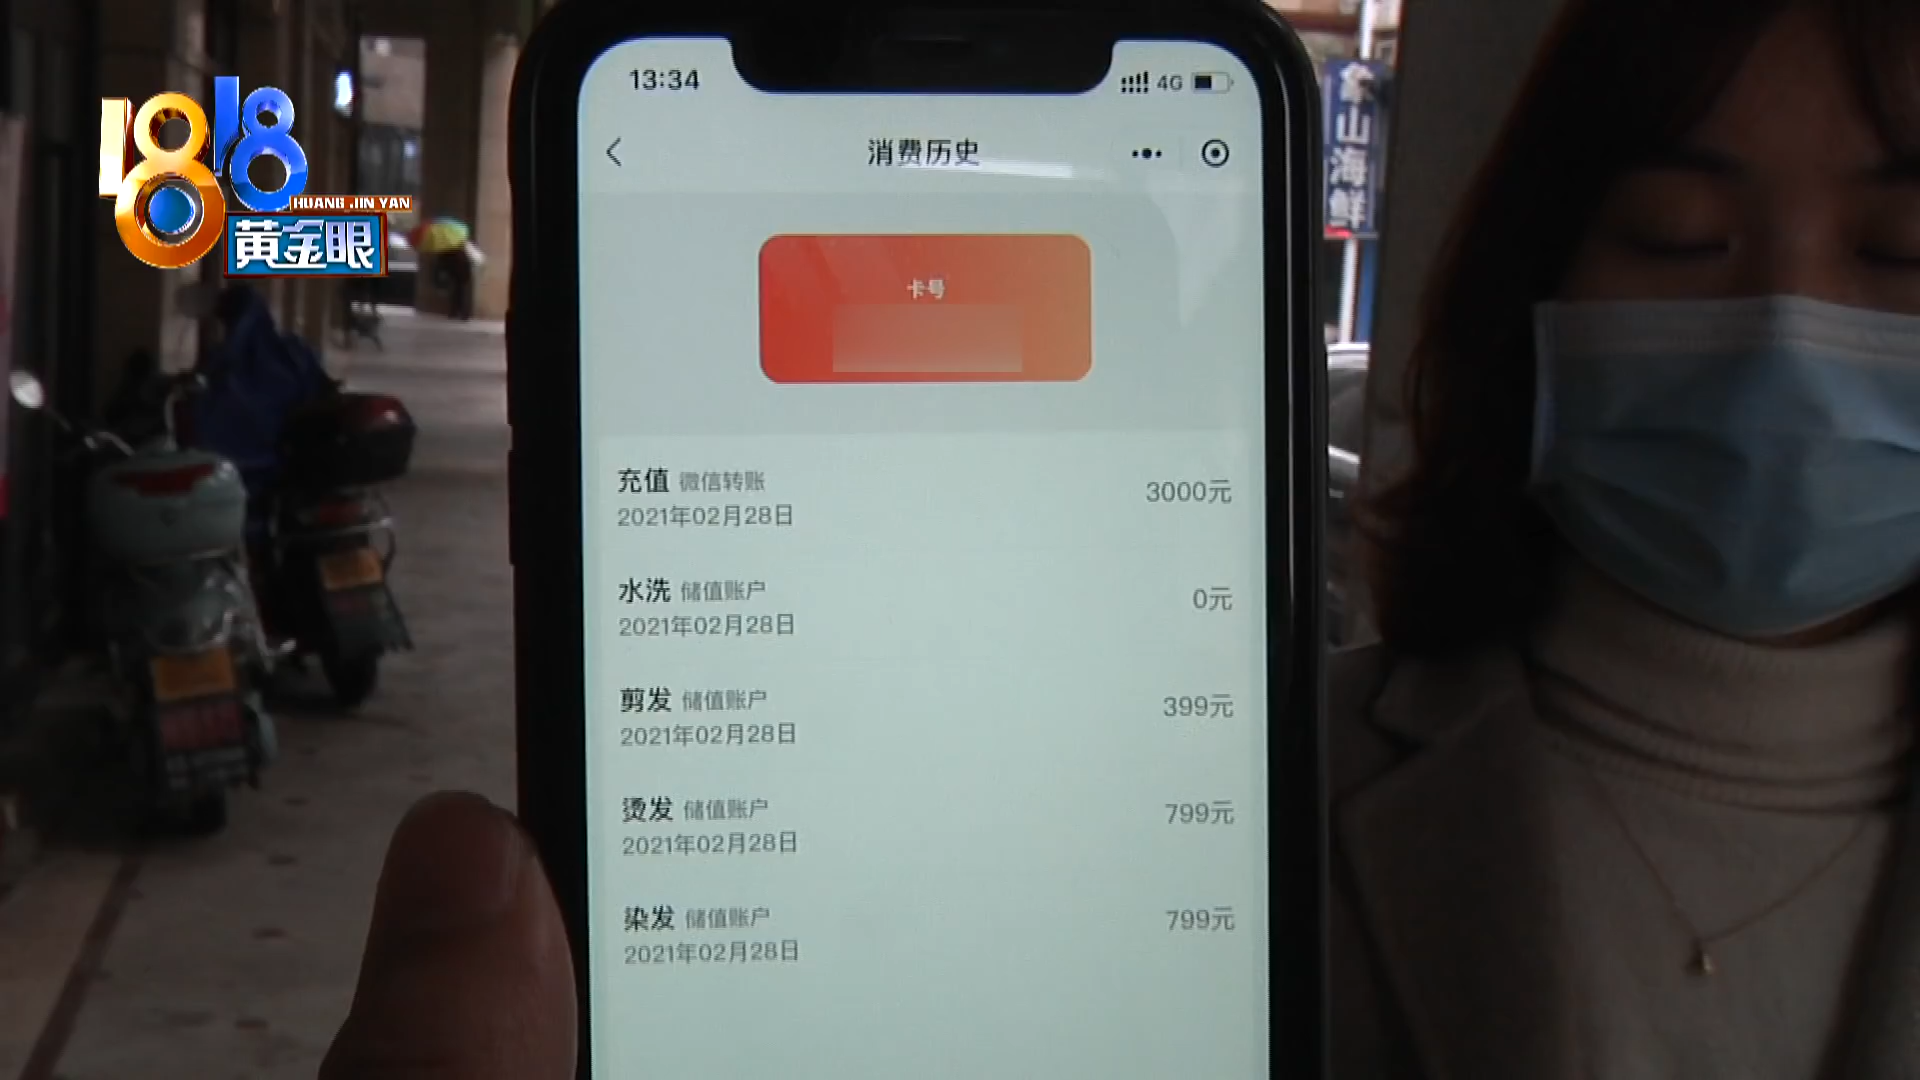 1818
HUANG JIN YAN
黄金眼
13:34
4G
消费历史
卡号
充值 微信转账
2021年02月28日
3000元
水洗 储值账户
2021年02月28日
0元
剪发 储值账户
2021年02月28日
399元
烫发 储值账户
2021年02月28日
799元
染发 储值账户
2021年02月28日
799元
象山海鲜